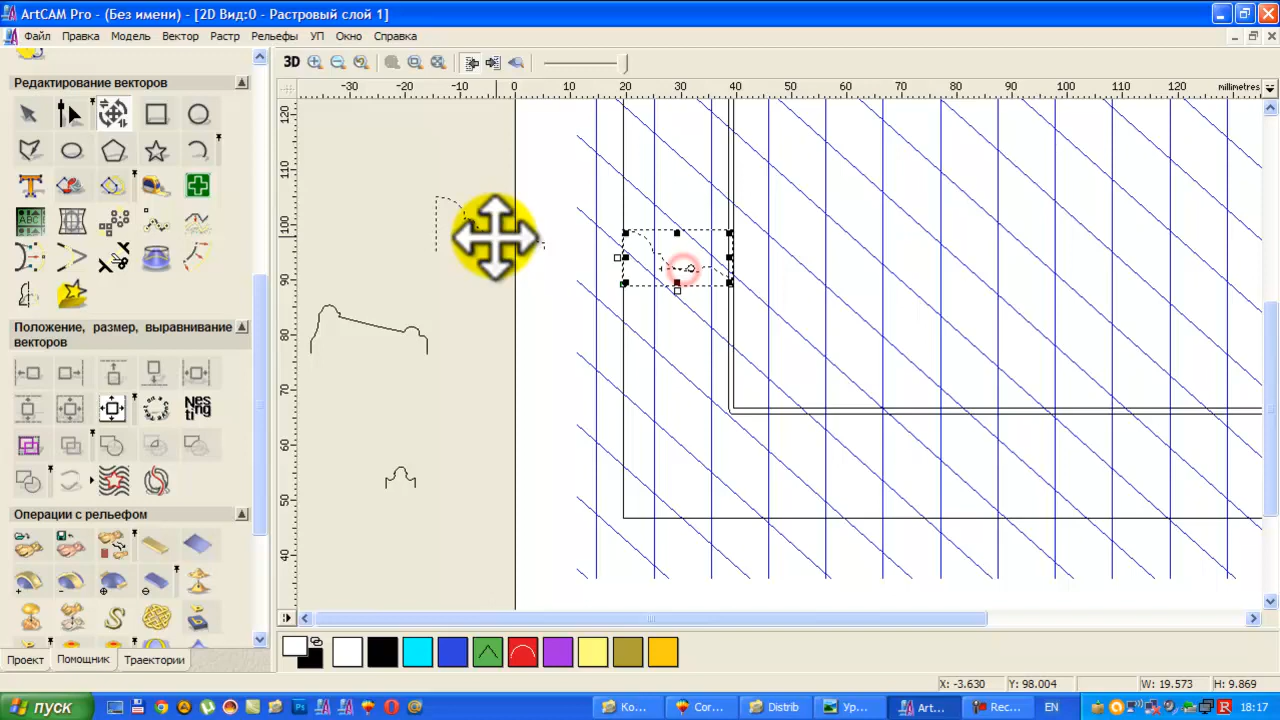 ArtCAM Pro - (Без имени) - [2D Вид:0 - Растровый слой 1]
Файл Правка Модель Вектор Растр Рельефы УП Окно Справка
3D
Редактирование векторов
-30 -20 -10 0 10 20 30 40 50 60 70 80 90 100 110 120 130 millimetres
120
110
100
90
80
70
60
50
40
Положение, размер, выравнивание векторов
Nes
ti
Операции с рельефом
Проект Помощник Траектории
X: -3.630 Y: 98.004 W: 19.573 H: 9.869
пуск Ко... Cor... Distrib Ур... Art... Rec... EN 18:17